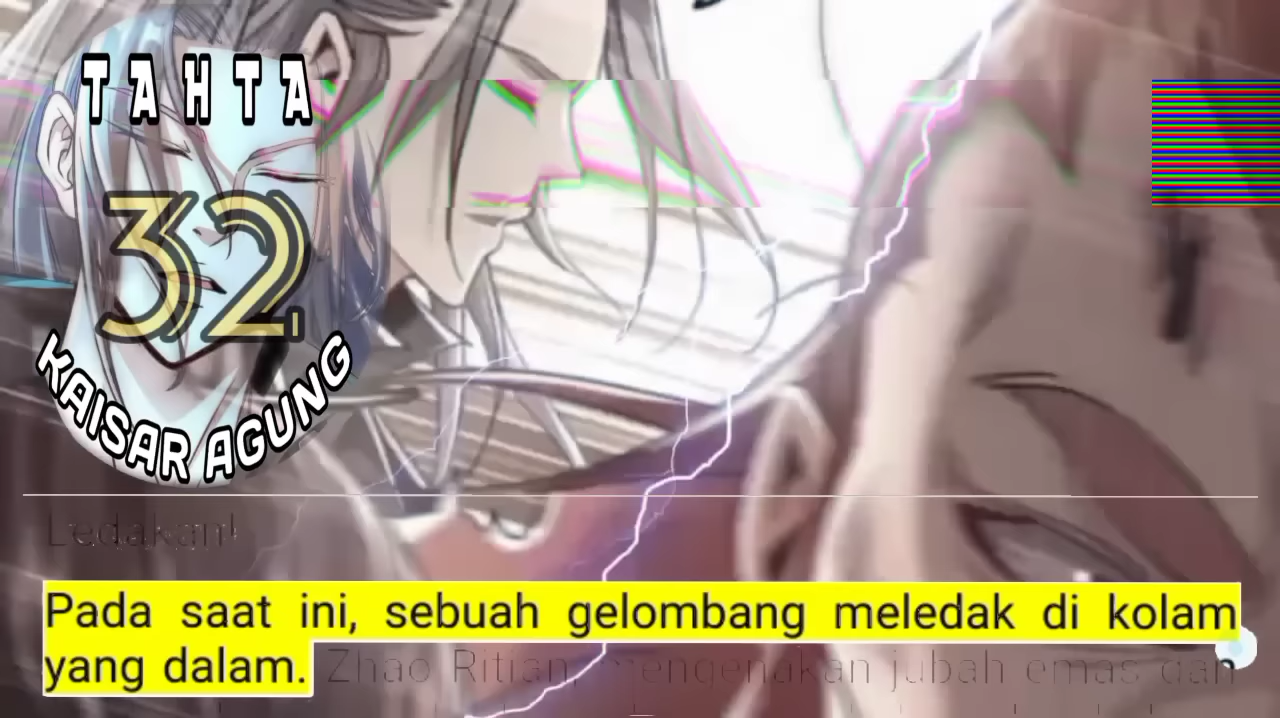 TAHTA
32
KAISAR AGUNG
Ledakan!
Pada saat ini, sebuah gelombang meledak di kolam
yang dalam. Zhao Ritian, mengenakan jubah emas dan